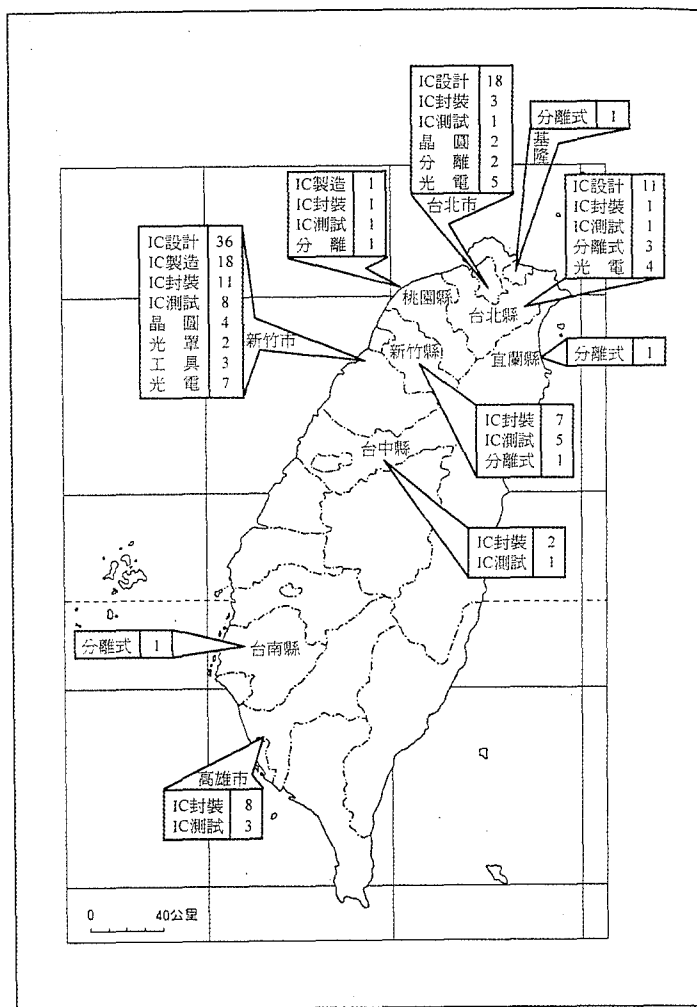 IC設計 18
IC封裝 3
IC測試 1
晶圓 2
分離 2
光電 5
台北市
分離式 1
基隆
IC製造 1
IC封裝 1
IC測試 1
分離 1
桃園縣
IC設計 11
IC封裝 1
IC測試 1
分離式 3
光電 4
台北縣
IC設計 36
IC製造 18
IC封裝 11
IC測試 8
晶圓 4
光罩 2
工具 3
光電 7
新竹市
新竹縣
宜蘭縣
分離式 1
IC封裝 7
IC測試 5
分離式 1
台中縣
IC封裝 2
IC測試 1
分離式 1
台南縣
高雄市
IC封裝 8
IC測試 3
0 40公里